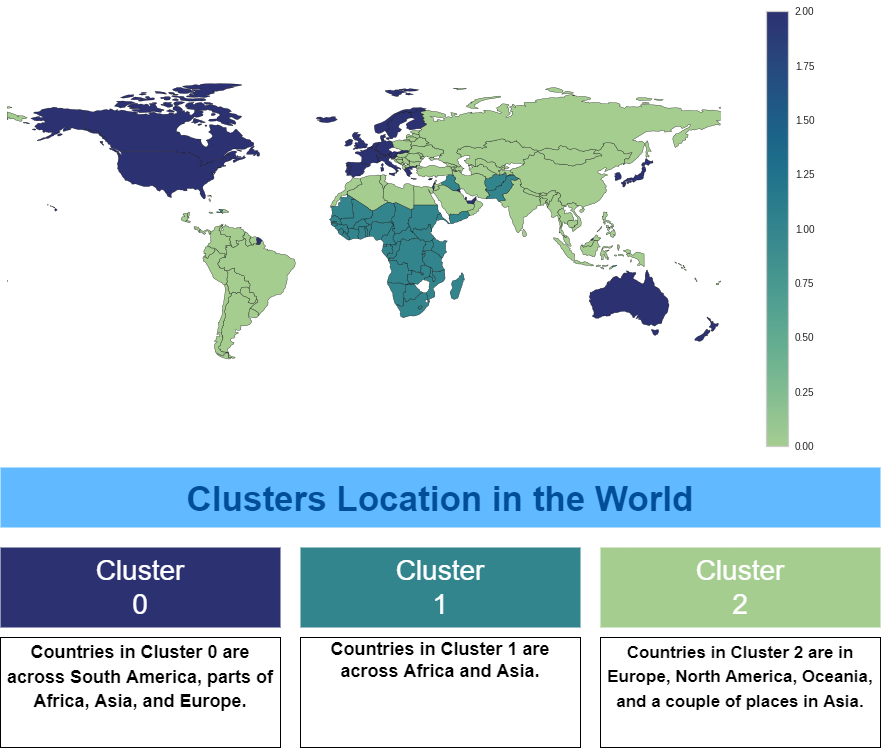 2.00
1.75
1.50
1.25
1.00
0.75
0.50
0.25
0.00
Clusters Location in the World
Cluster
0
Cluster
1
Cluster
2
Countries in Cluster 0 are
across South America, parts of
Africa, Asia, and Europe.
Countries in Cluster 1 are
across Africa and Asia.
Countries in Cluster 2 are in
Europe, North America, Oceania,
and a couple of places in Asia.